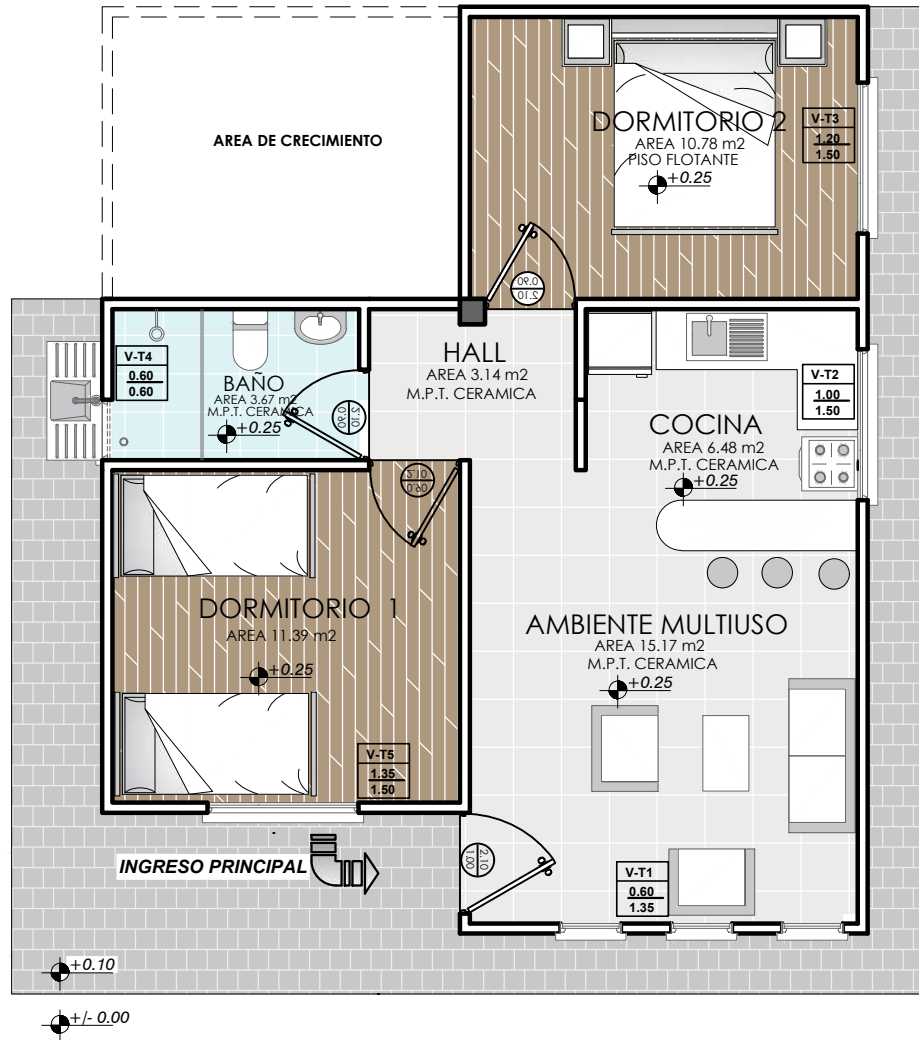 AREA DE CRECIMIENTO
DORMITORIO 2
AREA 10.78 m2
PISO FLOTANTE
+0.25
V-T3
1.20
1.50
0.90
2.10
HALL
AREA 3.14 m2
M.P.T. CERAMICA
V-T4
0.60
0.60
BAÑO
AREA 3.67 m2
M.P.T. CERAMICA
+0.25
2.10
0.90
V-T2
1.00
1.50
COCINA
AREA 6.48 m2
M.P.T. CERAMICA
+0.25
2.10
0.90
DORMITORIO 1
AREA 11.39 m2
+0.25
AMBIENTE MULTIUSO
AREA 15.17 m2
M.P.T. CERAMICA
+0.25
V-T5
1.35
1.50
INGRESO PRINCIPAL
2.10
1.00
V-T1
0.60
1.35
+0.10
+/- 0.00